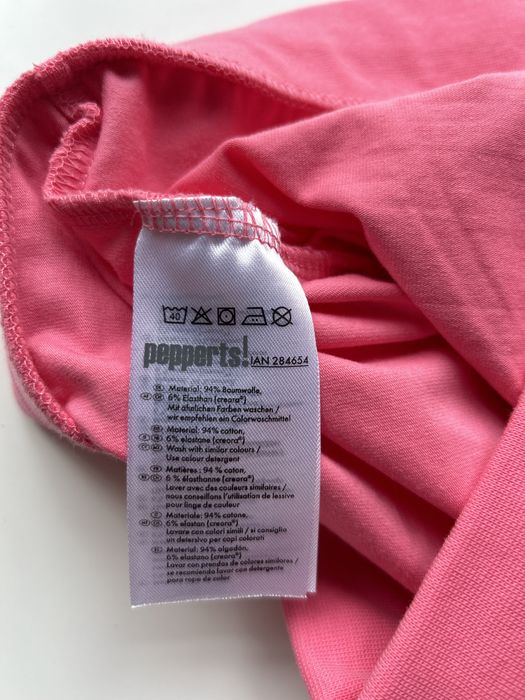 40
pepperts! IAN 284654
Material: 94% Baumwolle,
6% Elasthan (creora®)
Mit ähnlichen Farben waschen /
wir empfehlen ein Colorwaschmittel
Material: 94% cotton,
6% elastane (creora®)
Wash with similar colours /
Use colour detergent
Matières : 94 % coton,
6 % élasthanne (creora®)
Laver avec des couleurs similaires /
nous conseillons l'utilisation de lessive
pour linge de couleur
Materiale: 94% cotone,
6% elastan (creora®)
Lavare con colori simili / si consiglia
un detersivo per capi colorati
Material: 94% algodón,
6% elastano (creora®)
Lavar con prendas de colores similares /
se recomienda lavar con detergente
para ropa de color